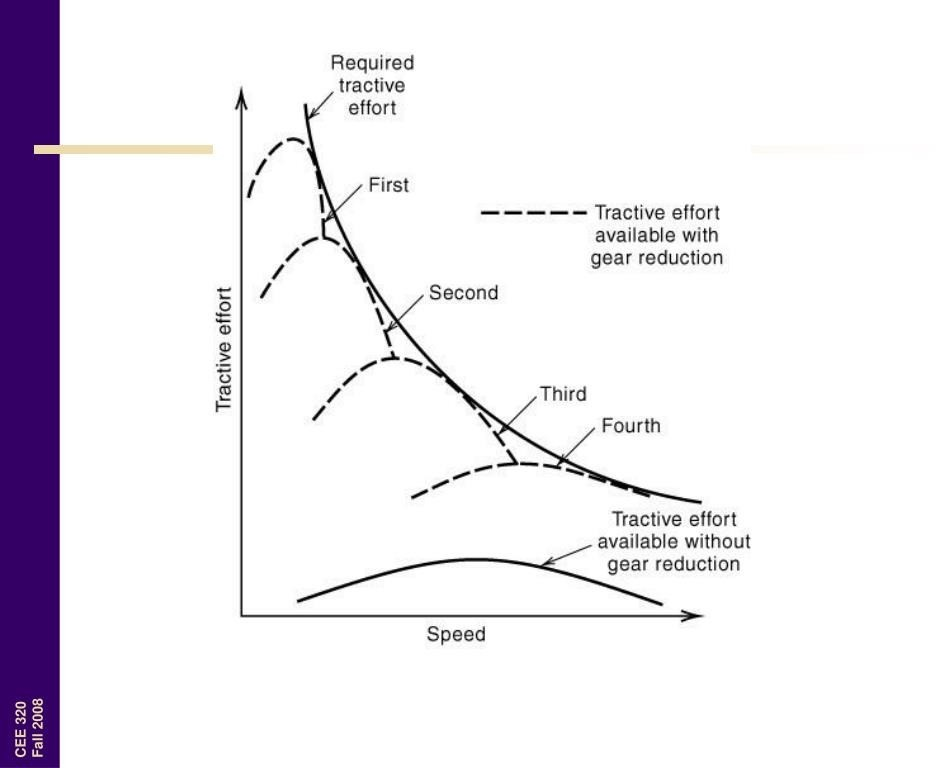 Required
tractive
effort
First
Tractive effort
available with
gear reduction
Second
Tractive effort
Third
Fourth
Tractive effort
available without
gear reduction
Speed
CEE 320
Fall 2008